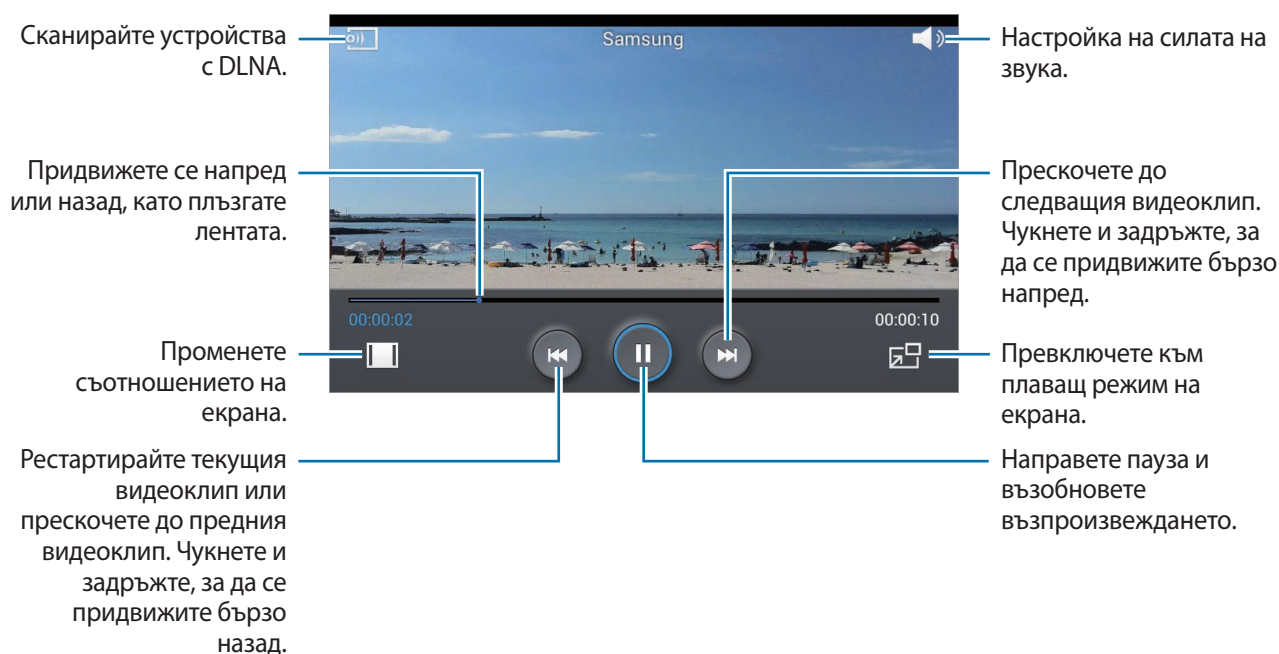 Сканирайте устройства
с DLNA.
Придвижете се напред
или назад, като плъзгате
лентата.
Променете
съотношението на
екрана.
Рестартирайте текущия
видеоклип или
прескочете до предния
видеоклип. Чукнете и
задръжте, за да се
придвижите бързо
назад.
Samsung
00:00:02
00:00:10
Настройка на силата на
звука.
Прескочете до
следващия видеоклип.
Чукнете и задръжте, за
да се придвижите бързо
напред.
Превключете към
плаващ режим на
екрана.
Направете пауза и
възобновете
възпроизвеждането.